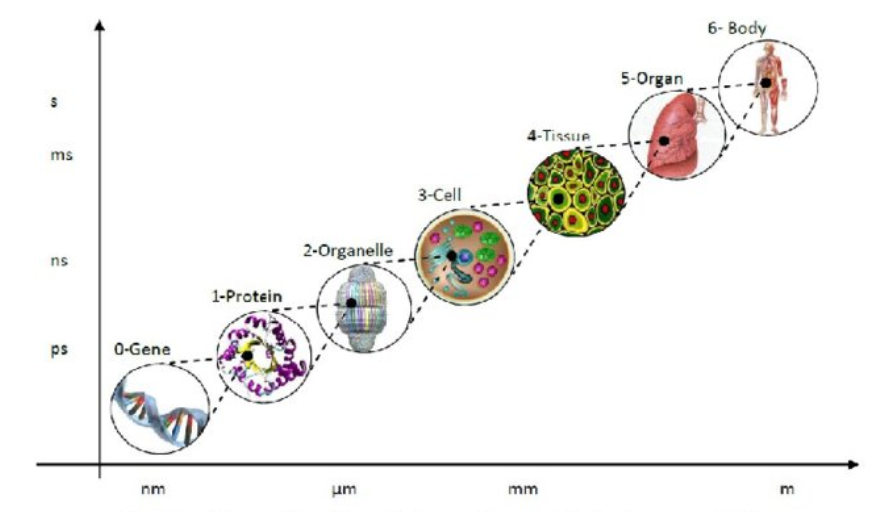 6- Body
5-Organ
s
4-Tissue
ms
3-Cell
2-Organelle
ns
1-Protein
0-Gene
ps
nm μm mm m